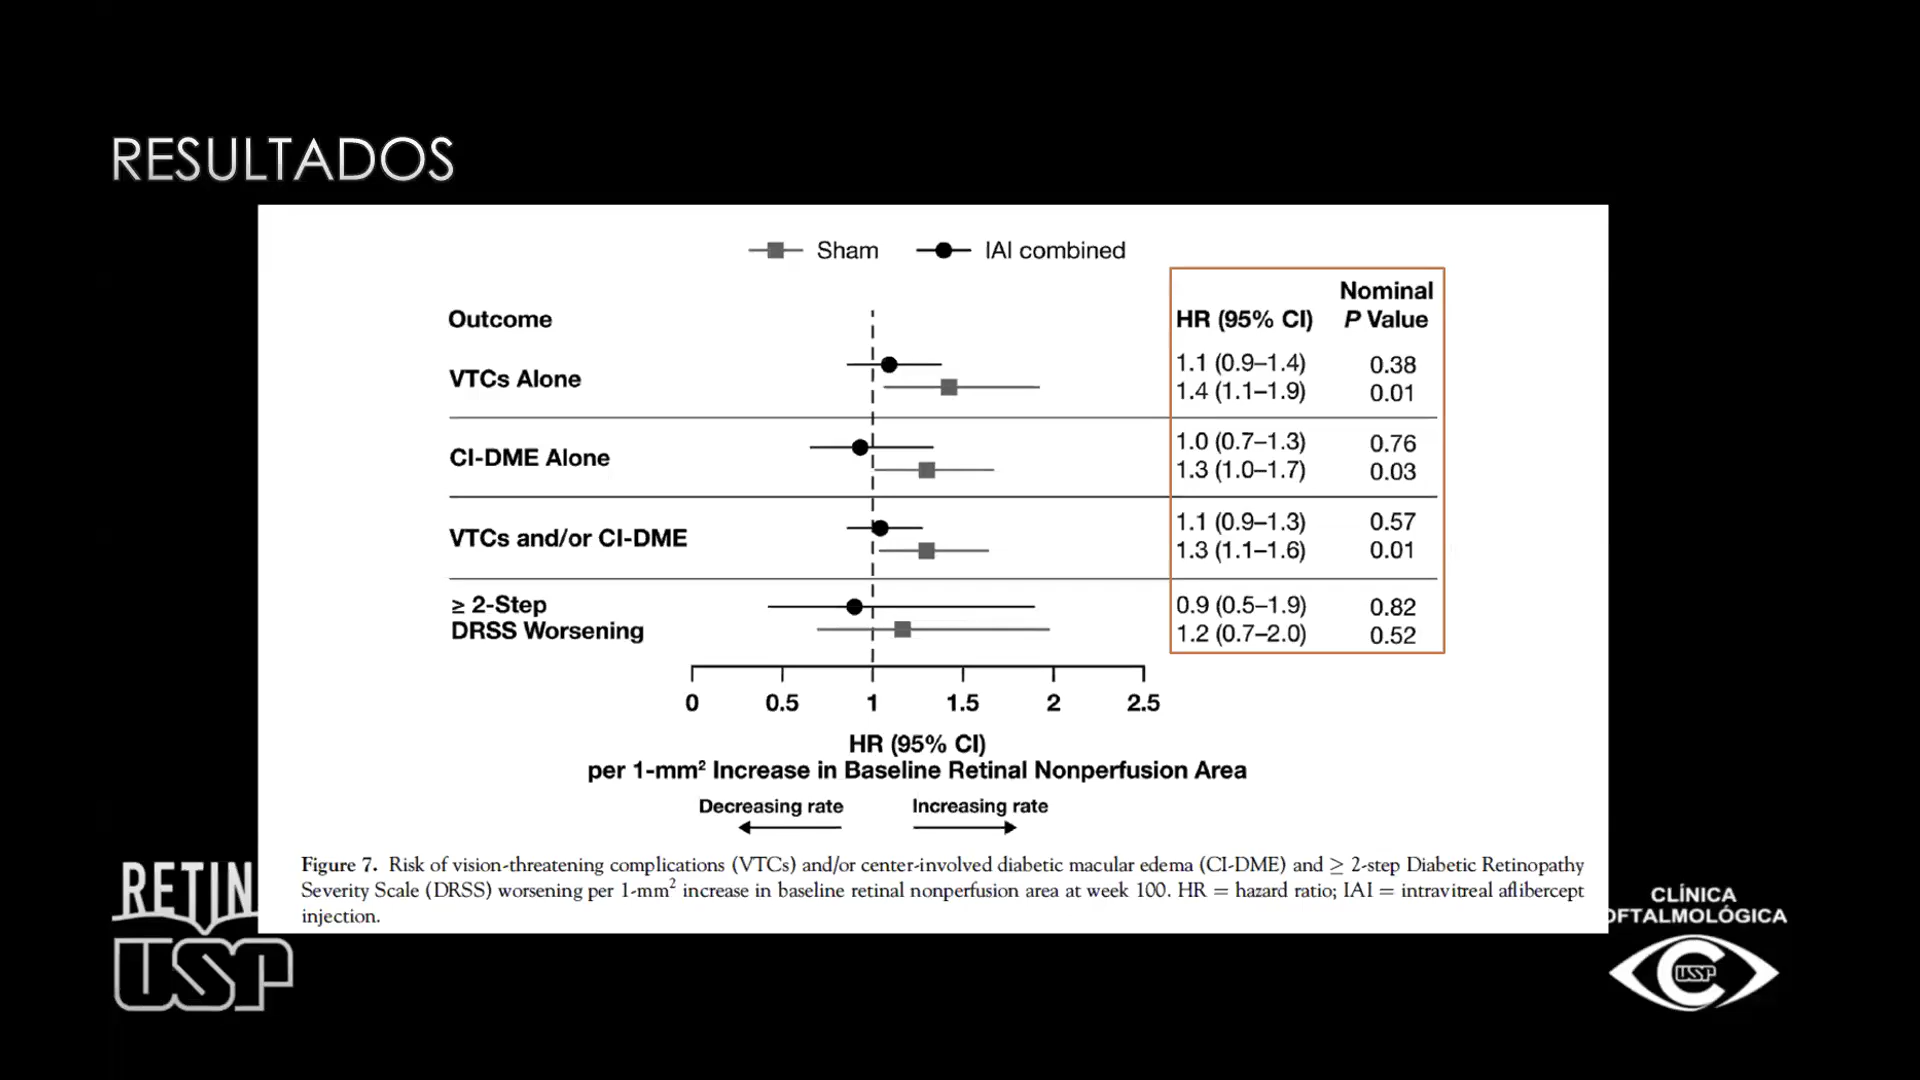 RESULTADOS
Sham IAI combined
Outcome HR (95% CI) Nominal P Value
VTCs Alone
1.1 (0.9–1.4) 0.38
1.4 (1.1–1.9) 0.01
CI-DME Alone
1.0 (0.7–1.3) 0.76
1.3 (1.0–1.7) 0.03
VTCs and/or CI-DME
1.1 (0.9–1.3) 0.57
1.3 (1.1–1.6) 0.01
≥ 2-Step
DRSS Worsening
0.9 (0.5–1.9) 0.82
1.2 (0.7–2.0) 0.52
0 0.5 1 1.5 2 2.5
HR (95% CI)
per 1-mm² Increase in Baseline Retinal Nonperfusion Area
Decreasing rate Increasing rate
Figure 7. Risk of vision-threatening complications (VTCs) and/or center-involved diabetic macular edema (CI-DME) and ≥ 2-step Diabetic Retinopathy
Severity Scale (DRSS) worsening per 1-mm² increase in baseline retinal nonperfusion area at week 100. HR = hazard ratio; IAI = intravitreal aflibercept
injection.
RETIN
USP
CLÍNICA
OFTALMOLÓGICA
C USP